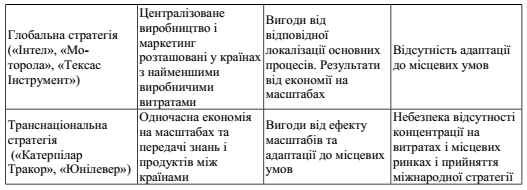 Глобальна стратегія
(«Інтел», «Мо-
торола», «Тексас
Інструмент»)
Централізоване
виробництво і
маркетинг
розташовані у країнах
з найменшими
виробничими
витратами
Вигоди від
відповідної
локалізації основних
процесів. Результати
від економії на
масштабах
Відсутність адаптації
до місцевих умов
Транснаціональна
стратегія
(«Катерпілар
Трактор», «Юнілевер»)
Одночасна економія
на масштабах та
передачі знань і
продуктів між
країнами
Вигоди від ефекту
масштабів та
адаптації до місцевих
умов
Небезпека відсутності
концентрації на
витратах і місцевих
ринках і прийняття
міжнародної стратегії